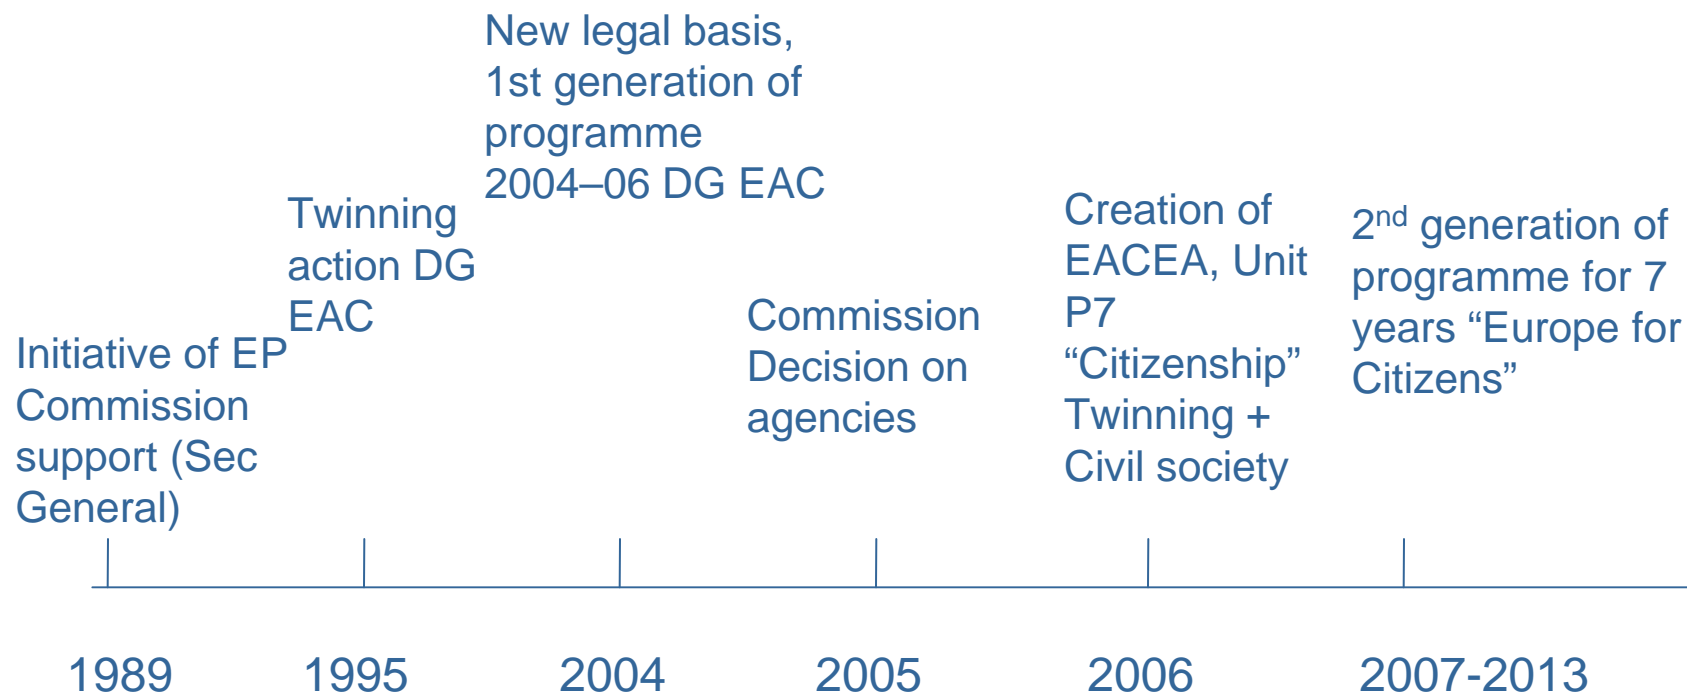 Initiative of EP
Commission
support (Sec
General)
Twinning
action DG
EAC
New legal basis,
1st generation of
programme
2004–06 DG EAC
Commission
Decision on
agencies
Creation of
EACEA, Unit
P7
“Citizenship”
Twinning +
Civil society
2nd generation of
programme for 7
years “Europe for
Citizens”
1989
1995
2004
2005
2006
2007-2013